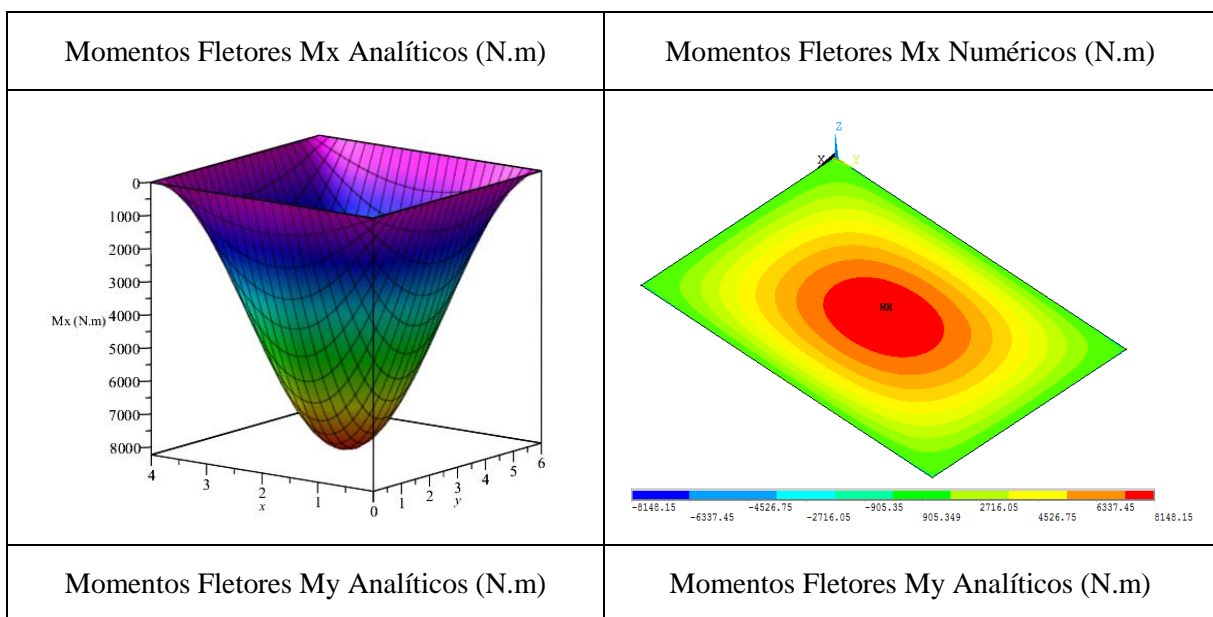 Momentos Fletores Mx Analíticos (N.m)
Momentos Fletores Mx Numéricos (N.m)
0
1000
2000
3000
Mx (N.m)
4000
5000
6000
7000
8000
4
3
2
x
1
0
1
2
3
y
4
5
6
Z
X
Y
MX
-8148.15
-6337.45
-4526.75
-2716.05
-905.35
905.349
2716.05
4526.75
6337.45
8148.15
Momentos Fletores My Analíticos (N.m)
Momentos Fletores My Analíticos (N.m)